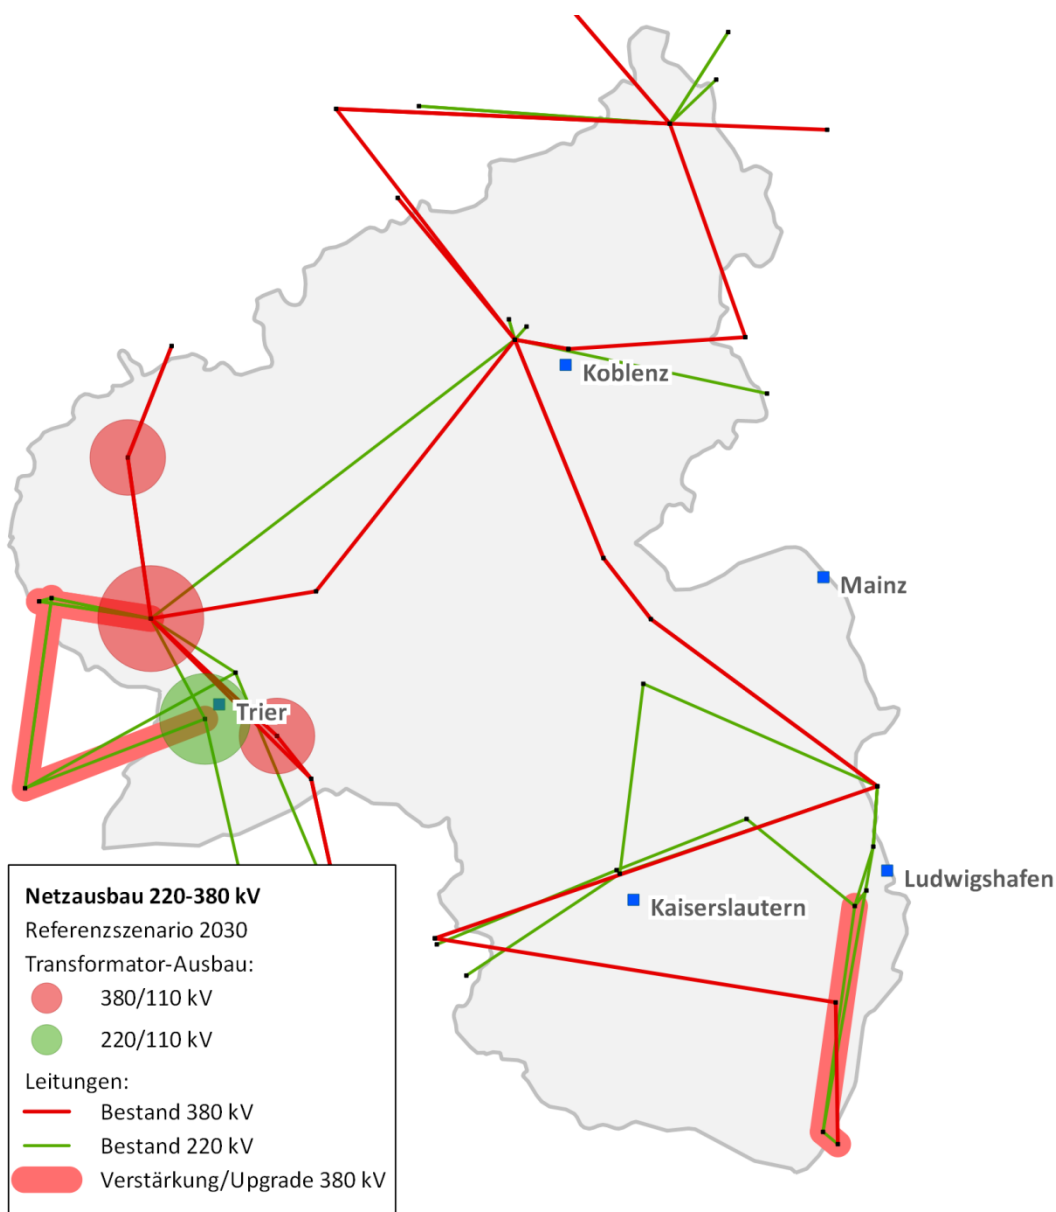 Koblenz
Mainz
Trier
Ludwigshafen
Kaiserslautern
Netzausbau 220-380 kV
Referenzszenario 2030
Transformator-Ausbau:
380/110 kV
220/110 kV
Leitungen:
Bestand 380 kV
Bestand 220 kV
Verstärkung/Upgrade 380 kV